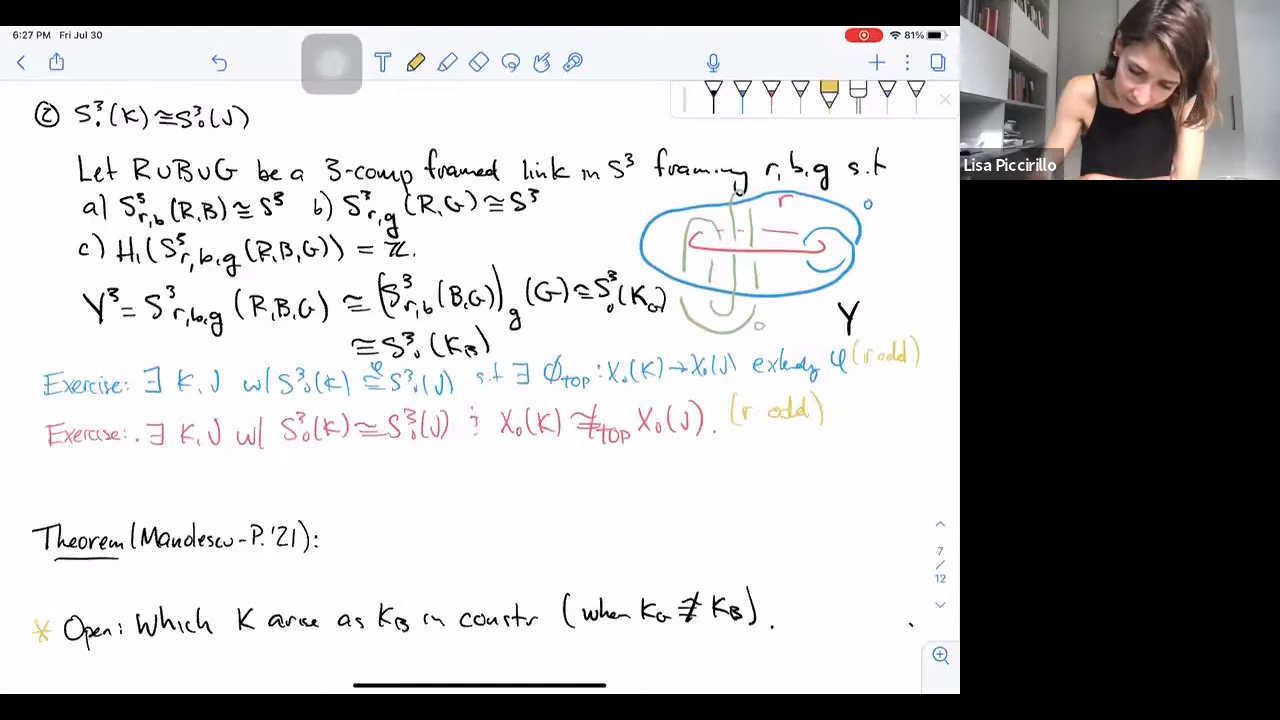 6:27 PM Fri Jul 30
81%
② S³₀(K) ≅ S³₀(J)
Let R∪B∪G be a 3-comp framed link in S³ framing r, b, g s.t
a) S³r,b(R,B) ≅ S³ b) S³r,g(R,G) ≅ S³
c) H₁(S³r,b,g(R,B,G)) = ℤ.
Y³ = S³r,b,g(R,B,G) ≅ (S³r,b(B,G))g(G) ≅ S³₀(K_G)
≅ S³₀(K_B)
r
0
0
Y
Exercise: ∃ K, J w/ S³₀(K) ≅^φ S³₀(J) s.t ∃ Φ_TOP : X₀(K) → X₀(J) extends φ (r odd)
Exercise: ∃ K, J w/ S³₀(K) ≅ S³₀(J) ; X₀(K) ≇_TOP X₀(J). (r odd)
Theorem (Manolescu-P. '21):
* Open: Which K arise as K_B in constr (when K_G ≢ K_B).
7
/
12
Lisa Piccirillo